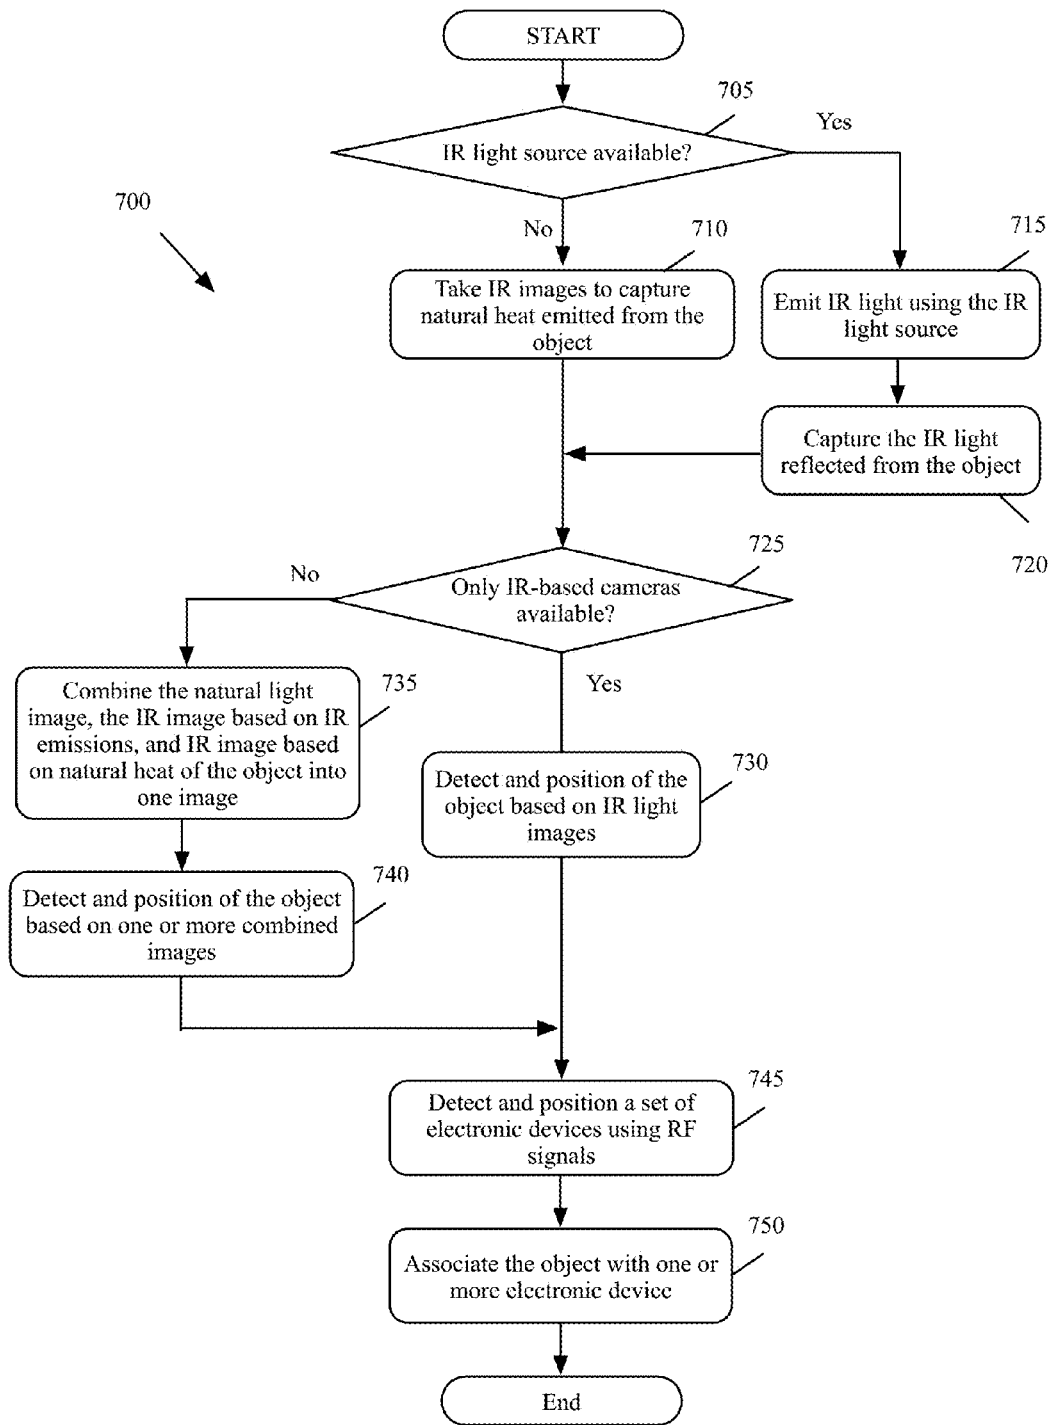 START
705
IR light source available?
Yes
700
No
710
715
Take IR images to capture
natural heat emitted from the
object
Emit IR light using the IR
light source
Capture the IR light
reflected from the object
720
725
Only IR-based cameras
available?
No
Yes
735
Combine the natural light
image, the IR image based on IR
emissions, and IR image based
on natural heat of the object into
one image
730
Detect and position of the
object based on IR light
images
740
Detect and position of the object
based on one or more combined
images
745
Detect and position a set of
electronic devices using RF
signals
750
Associate the object with one or
more electronic device
End